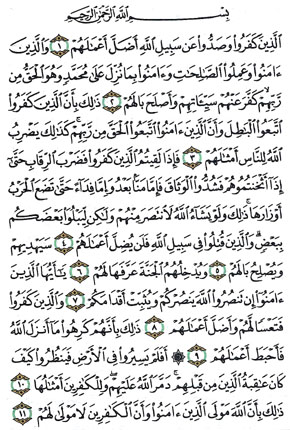 بِسْمِ اللَّهِ الرَّحْمَٰنِ الرَّحِيمِ
الَّذِينَ كَفَرُوا وَصَدُّوا عَن سَبِيلِ اللَّهِ أَضَلَّ أَعْمَالَهُمْ ١ وَالَّذِينَ
ءَامَنُوا وَعَمِلُوا الصَّالِحَاتِ وَءَامَنُوا بِمَا نُزِّلَ عَلَى مُحَمَّدٍ وَهُوَ الْحَقُّ مِن
رَّبِّهِمْ كَفَّرَ عَنْهُمْ سَيِّئَاتِهِمْ وَأَصْلَحَ بَالَهُمْ ٢ ذَلِكَ بِأَنَّ الَّذِينَ كَفَرُوا
اتَّبَعُوا الْبَاطِلَ وَأَنَّ الَّذِينَ ءَامَنُوا اتَّبَعُوا الْحَقَّ مِن رَّبِّهِمْ كَذَلِكَ يَضْرِبُ
اللَّهُ لِلنَّاسِ أَمْثَالَهُمْ ٣ فَإِذَا لَقِيتُمُ الَّذِينَ كَفَرُوا فَضَرْبَ الرِّقَابِ حَتَّى
إِذَا أَثْخَنتُمُوهُمْ فَشُدُّوا الْوَثَاقَ فَإِمَّا مَنًّا بَعْدُ وَإِمَّا فِدَاءً حَتَّى تَضَعَ الْحَرْبُ
أَوْزَارَهَا ذَلِكَ وَلَوْ يَشَاءُ اللَّهُ لَانتَصَرَ مِنْهُمْ وَلَكِن لِّيَبْلُوَا بَعْضَكُم
بِبَعْضٍ وَالَّذِينَ قُتِلُوا فِي سَبِيلِ اللَّهِ فَلَن يُضِلَّ أَعْمَالَهُمْ ٤ سَيَهْدِيهِمْ
وَيُصْلِحُ بَالَهُمْ ٥ وَيُدْخِلُهُمُ الْجَنَّةَ عَرَّفَهَا لَهُمْ ٦ يَا أَيُّهَا الَّذِينَ
ءَامَنُوا إِن تَنصُرُوا اللَّهَ يَنصُرْكُمْ وَيُثَبِّتْ أَقْدَامَكُمْ ٧ وَالَّذِينَ كَفَرُوا
فَتَعْسًا لَّهُمْ وَأَضَلَّ أَعْمَالَهُمْ ٨ ذَلِكَ بِأَنَّهُمْ كَرِهُوا مَا أَنزَلَ اللَّهُ
فَأَحْبَطَ أَعْمَالَهُمْ ٩ ۞ أَفَلَمْ يَسِيرُوا فِي الْأَرْضِ فَيَنظُرُوا كَيْفَ
كَانَ عَاقِبَةُ الَّذِينَ مِن قَبْلِهِمْ دَمَّرَ اللَّهُ عَلَيْهِمْ وَلِلْكَافِرِينَ أَمْثَالُهَا ١٠
ذَلِكَ بِأَنَّ اللَّهَ مَوْلَى الَّذِينَ ءَامَنُوا وَأَنَّ الْكَافِرِينَ لَا مَوْلَى لَهُمْ ١١